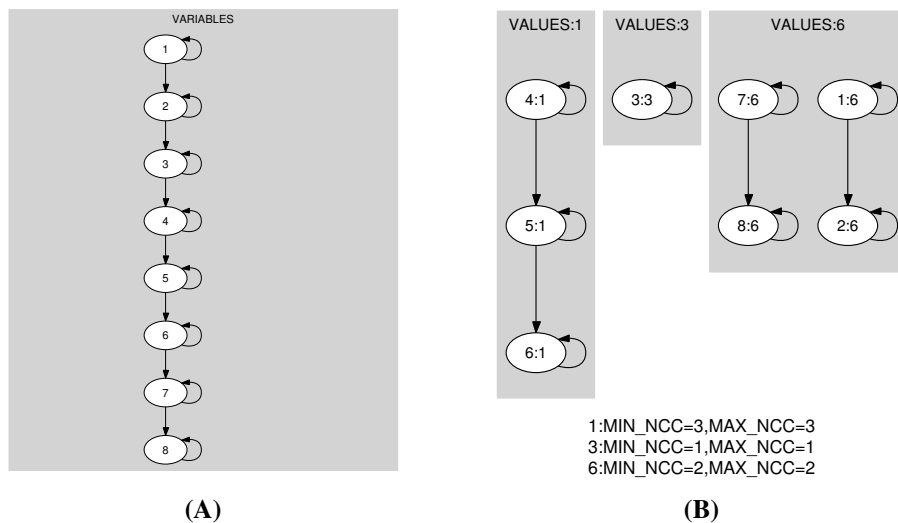 VARIABLES
1
2
3
4
5
6
7
8
(A)
VALUES:1
4:1
5:1
6:1
VALUES:3
3:3
VALUES:6
7:6
1:6
8:6
2:6
1:MIN_NCC=3,MAX_NCC=3
3:MIN_NCC=1,MAX_NCC=1
6:MIN_NCC=2,MAX_NCC=2
(B)